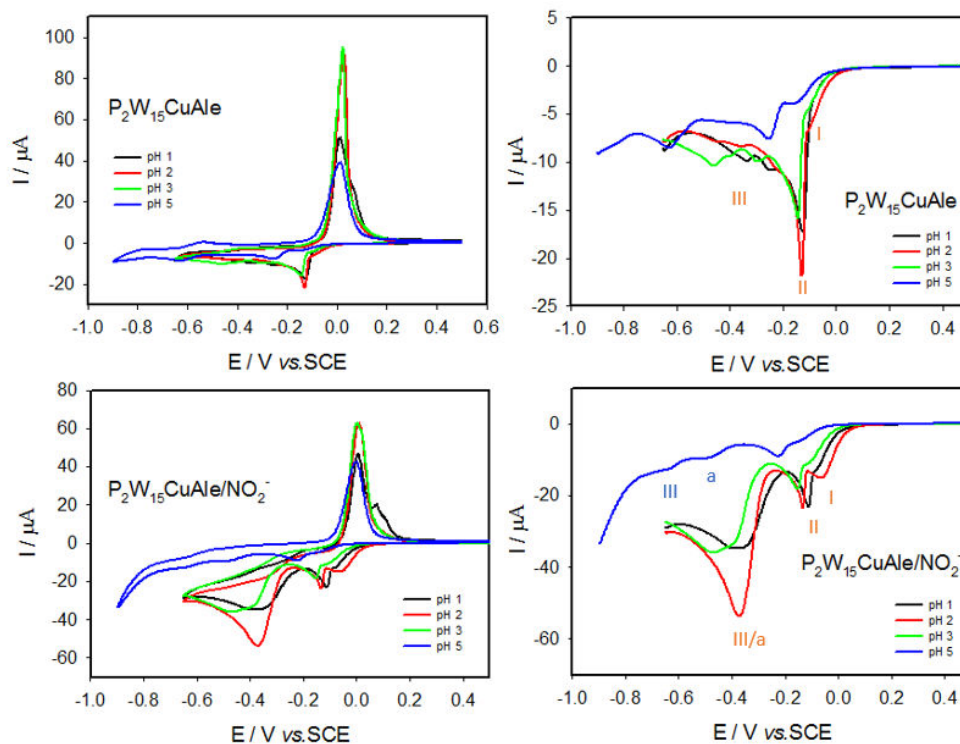 I / µA
100
80
60
40
20
0
-20
P₂W₁₅CuAle
pH 1
pH 2
pH 3
pH 5
-1.0 -0.8 -0.6 -0.4 -0.2 0.0 0.2 0.4 0.6
E / V vs.SCE
I / µA
5
0
-5
-10
-15
-20
-25
I
III
II
P₂W₁₅CuAle
pH 1
pH 2
pH 3
pH 5
-1.0 -0.8 -0.6 -0.4 -0.2 0.0 0.2 0.4
E / V vs.SCE
I / µA
80
60
40
20
0
-20
-40
-60
P₂W₁₅CuAle/NO₂⁻
pH 1
pH 2
pH 3
pH 5
-1.0 -0.8 -0.6 -0.4 -0.2 0.0 0.2 0.4
E / V vs.SCE
I / µA
0
-20
-40
-60
III
a
I
II
P₂W₁₅CuAle/NO₂
III/a
pH 1
pH 2
pH 3
pH 5
-1.0 -0.8 -0.6 -0.4 -0.2 0.0 0.2 0.4
E / V vs.SCE